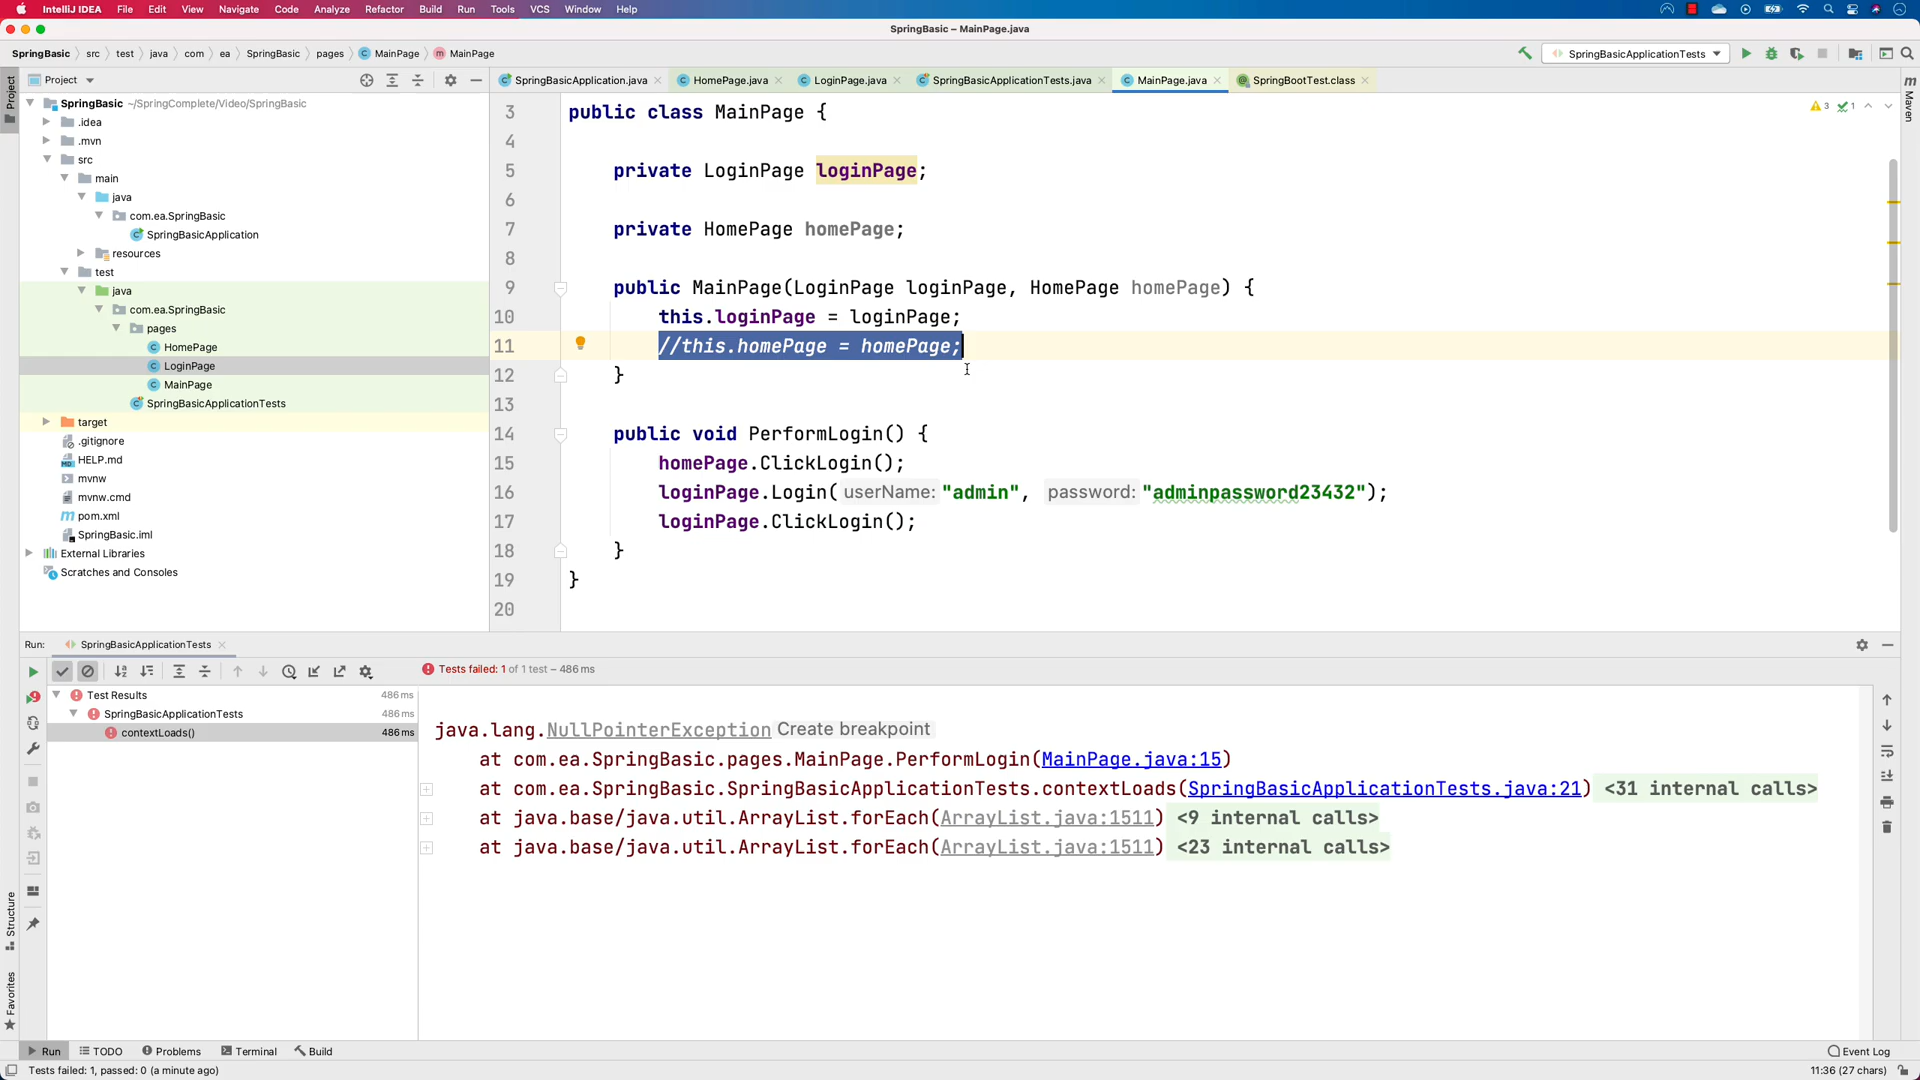 IntelliJ IDEA File Edit View Navigate Code Analyze Refactor Build Run Tools VCS Window Help
SpringBasic – MainPage.java
SpringBasic src test java com ea SpringBasic pages MainPage MainPage
SpringBasicApplicationTests
Project
SpringBasicApplication.java HomePage.java LoginPage.java SpringBasicApplicationTests.java MainPage.java SpringBootTest.class
Project
Maven
Structure
Favorites
SpringBasic ~/SpringComplete/Video/SpringBasic
.idea
.mvn
src
main
java
com.ea.SpringBasic
SpringBasicApplication
resources
test
java
com.ea.SpringBasic
pages
HomePage
LoginPage
MainPage
SpringBasicApplicationTests
target
.gitignore
HELP.md
mvnw
mvnw.cmd
pom.xml
SpringBasic.iml
External Libraries
Scratches and Consoles
3 1
3 public class MainPage {
4
5 private LoginPage loginPage;
6
7 private HomePage homePage;
8
9 public MainPage(LoginPage loginPage, HomePage homePage) {
10 this.loginPage = loginPage;
11 //this.homePage = homePage;
12 }
13
14 public void PerformLogin() {
15 homePage.ClickLogin();
16 loginPage.Login( userName: "admin", password: "adminpassword23432");
17 loginPage.ClickLogin();
18 }
19 }
20
Run: SpringBasicApplicationTests
Tests failed: 1 of 1 test – 486 ms
Test Results 486 ms
SpringBasicApplicationTests 486 ms
contextLoads() 486 ms
java.lang.NullPointerException Create breakpoint
at com.ea.SpringBasic.pages.MainPage.PerformLogin(MainPage.java:15)
at com.ea.SpringBasic.SpringBasicApplicationTests.contextLoads(SpringBasicApplicationTests.java:21) <31 internal calls>
at java.base/java.util.ArrayList.forEach(ArrayList.java:1511) <9 internal calls>
at java.base/java.util.ArrayList.forEach(ArrayList.java:1511) <23 internal calls>
Run TODO Problems Terminal Build Event Log
Tests failed: 1, passed: 0 (a minute ago) 11:36 (27 chars)